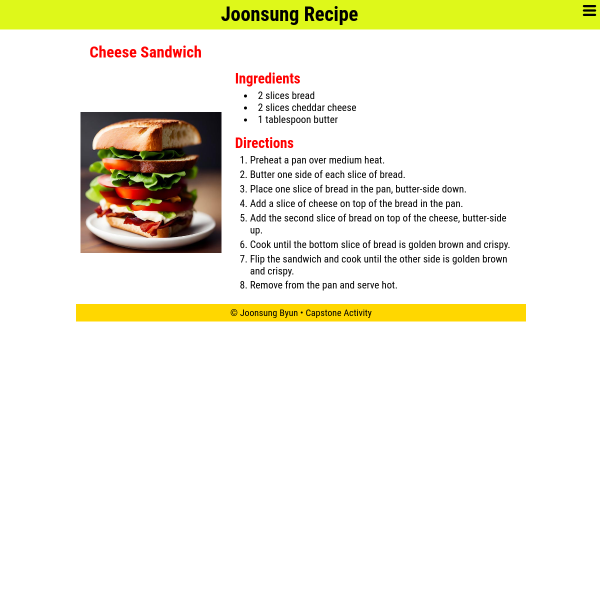 Joonsung Recipe
Cheese Sandwich
Ingredients
• 2 slices bread
• 2 slices cheddar cheese
• 1 tablespoon butter
Directions
1. Preheat a pan over medium heat.
2. Butter one side of each slice of bread.
3. Place one slice of bread in the pan, butter-side down.
4. Add a slice of cheese on top of the bread in the pan.
5. Add the second slice of bread on top of the cheese, butter-side
up.
6. Cook until the bottom slice of bread is golden brown and crispy.
7. Flip the sandwich and cook until the other side is golden brown
and crispy.
8. Remove from the pan and serve hot.
© Joonsung Byun • Capstone Activity